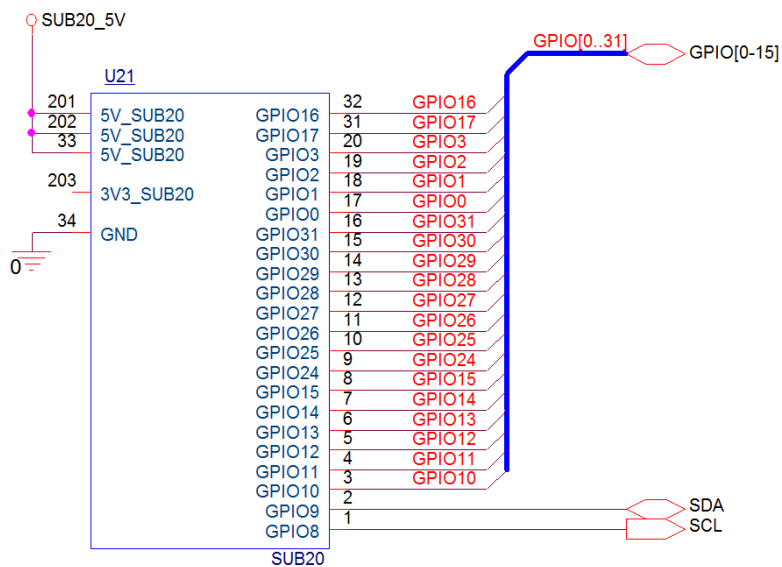 SUB20_5V
GPIO[0..31]
GPIO[0-15]
U21
201 5V_SUB20
202 5V_SUB20
33 5V_SUB20
203 3V3_SUB20
34 GND
0
GPIO16 32 GPIO16
GPIO17 31 GPIO17
GPIO3 20 GPIO3
GPIO2 19 GPIO2
GPIO1 18 GPIO1
GPIO0 17 GPIO0
GPIO31 16 GPIO31
GPIO30 15 GPIO30
GPIO29 14 GPIO29
GPIO28 13 GPIO28
GPIO27 12 GPIO27
GPIO26 11 GPIO26
GPIO25 10 GPIO25
GPIO24 9 GPIO24
GPIO15 8 GPIO15
GPIO14 7 GPIO14
GPIO13 6 GPIO13
GPIO12 5 GPIO12
GPIO11 4 GPIO11
GPIO10 3 GPIO10
GPIO9 2 SDA
GPIO8 1 SCL
SUB20